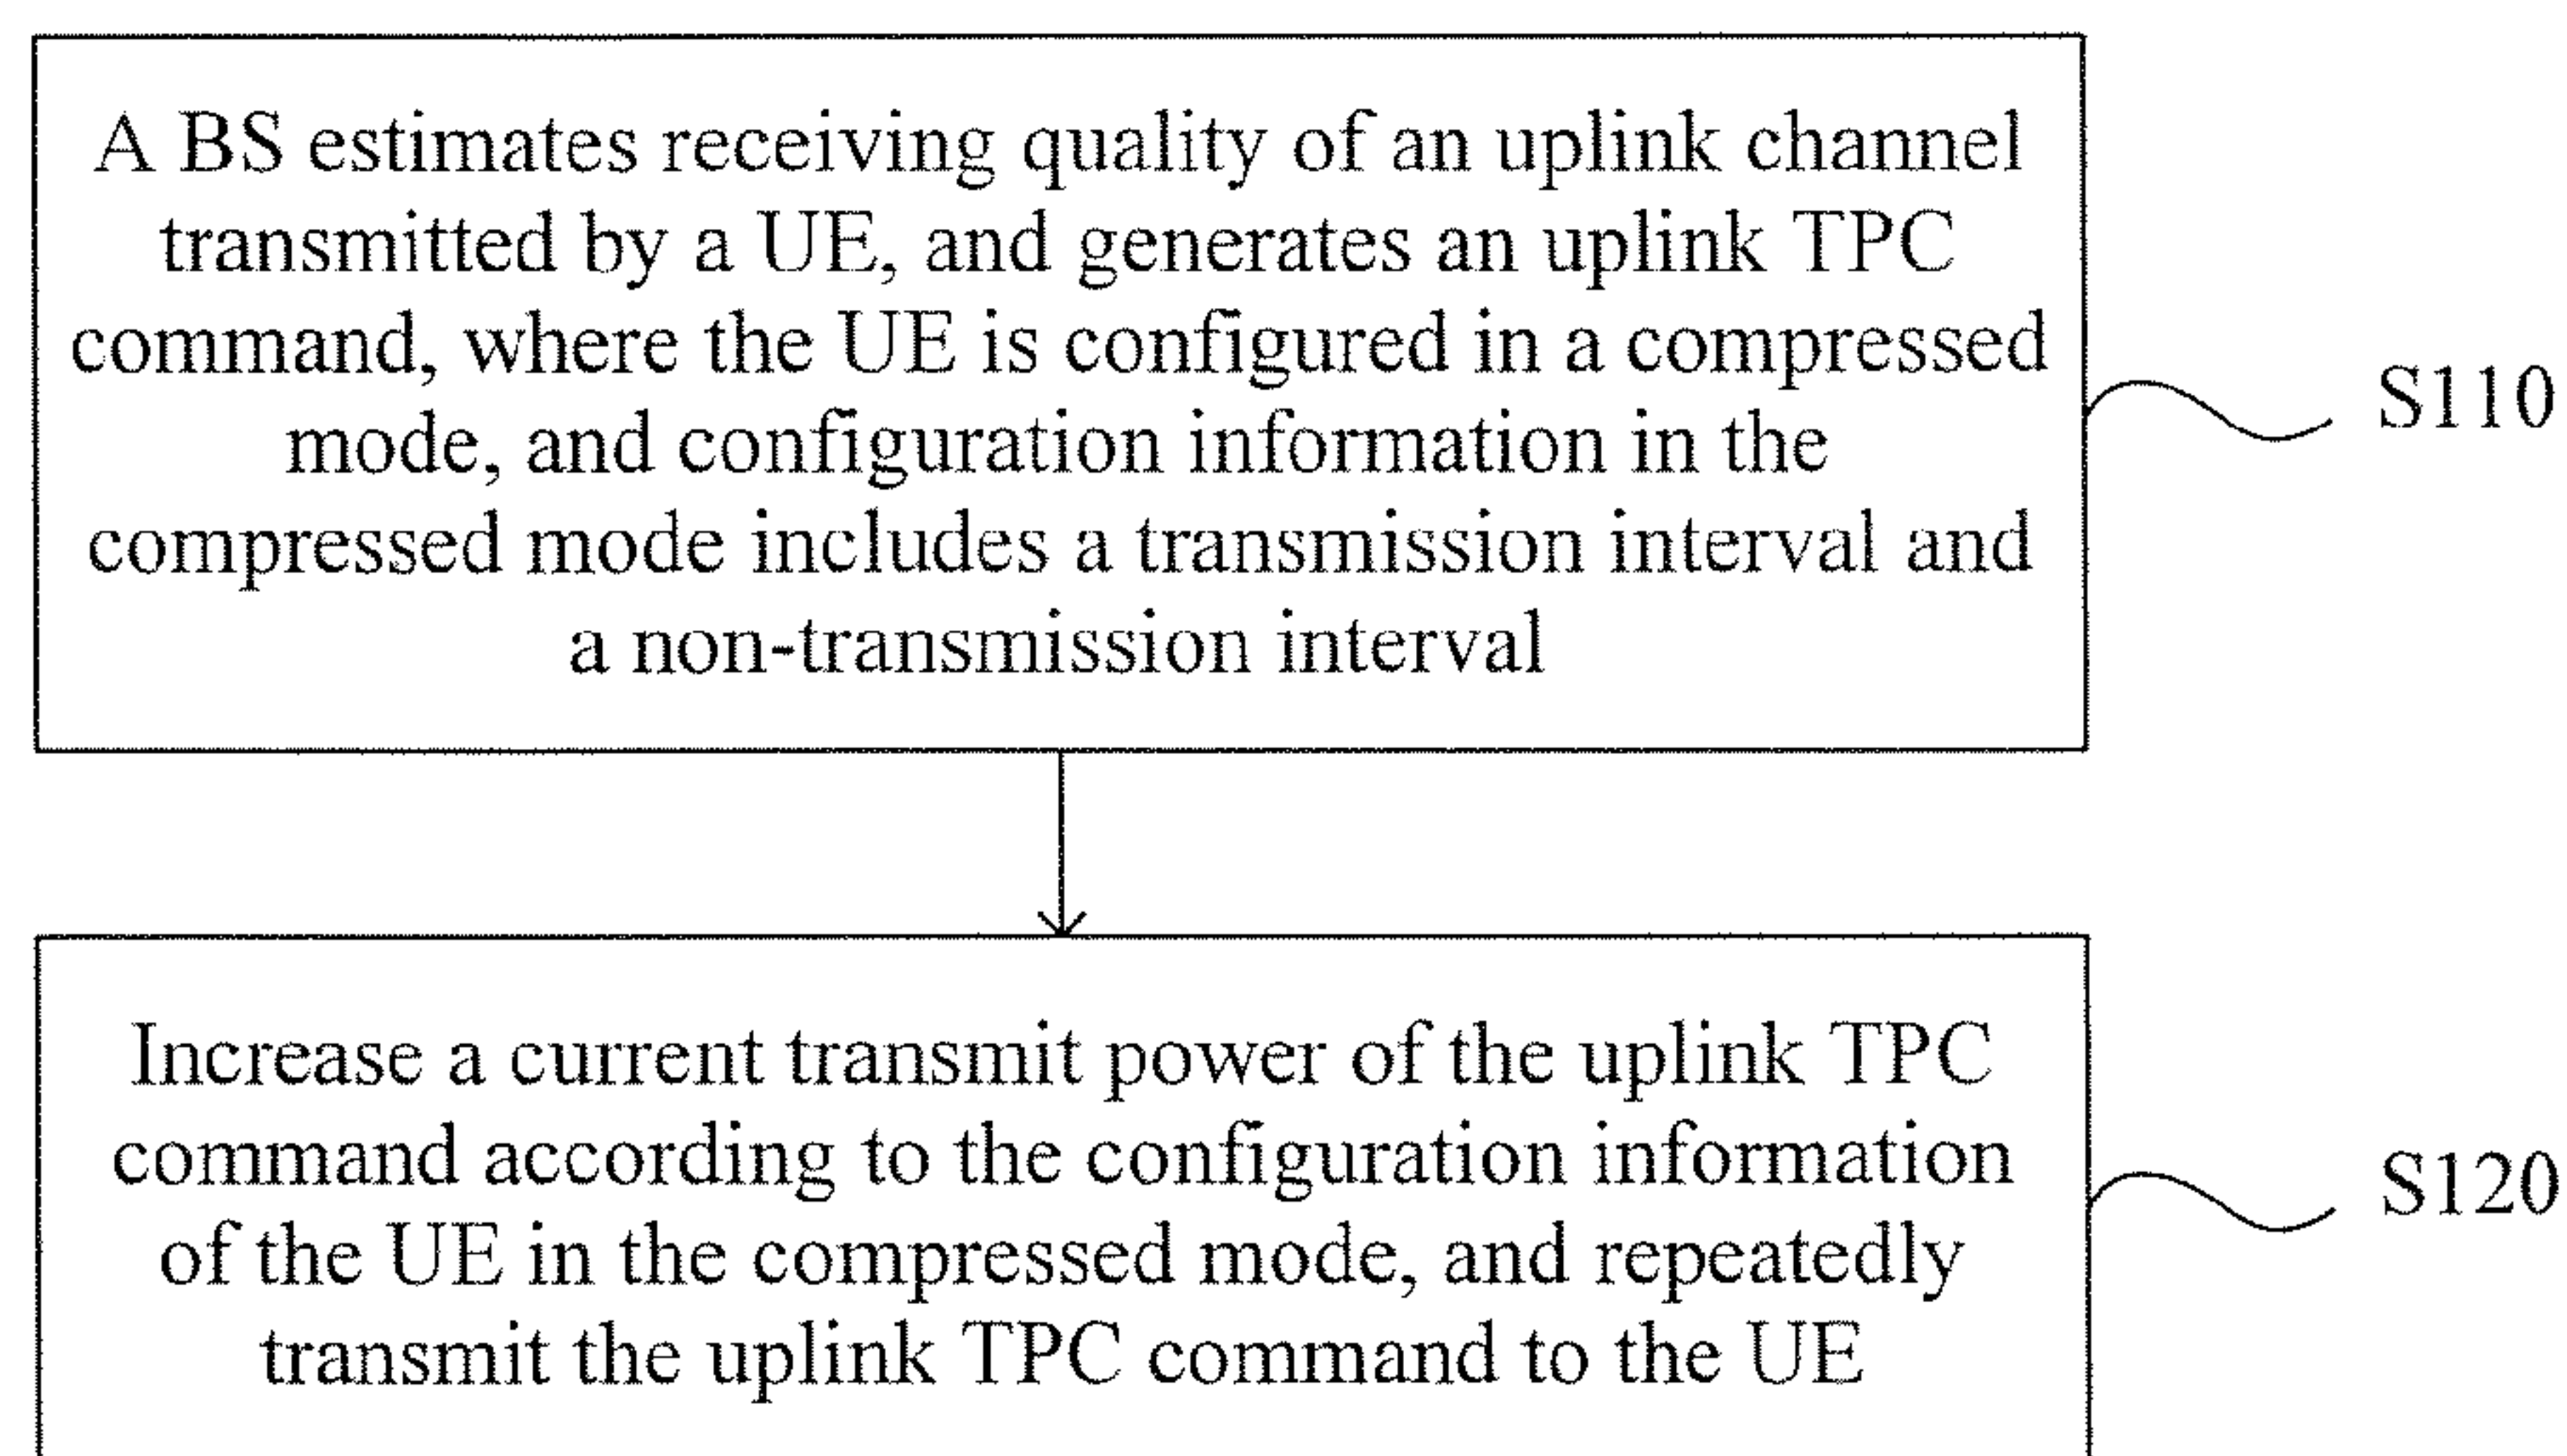 A BS estimates receiving quality of an uplink channel
transmitted by a UE, and generates an uplink TPC
command, where the UE is configured in a compressed
mode, and configuration information in the
compressed mode includes a transmission interval and
a non-transmission interval
S110
Increase a current transmit power of the uplink TPC
command according to the configuration information
of the UE in the compressed mode, and repeatedly
transmit the uplink TPC command to the UE
S120